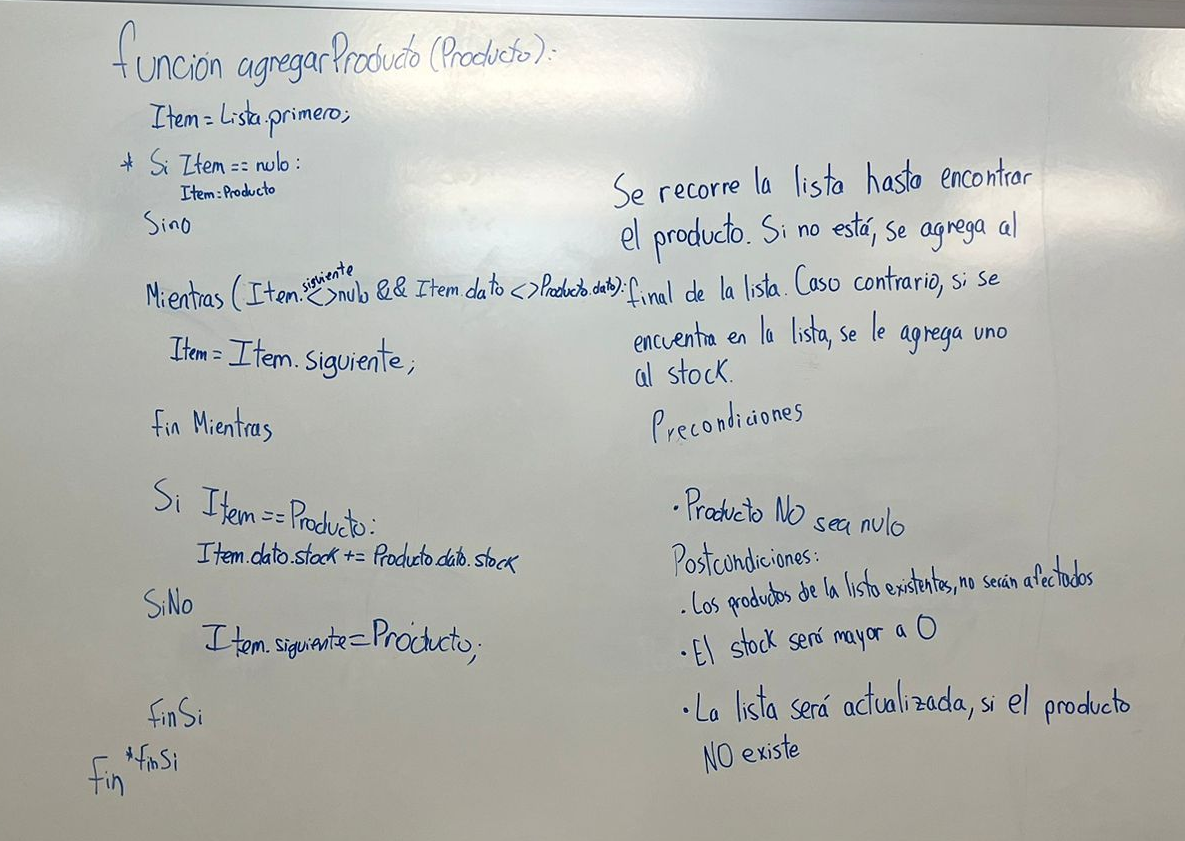 función agregarProducto (Producto):
Item = Lista.primero;
* Si Item == nulo:
Item = Producto
Sino
Mientras (Item.siguiente <> nulo && Item.dato <> Producto.dato):
Item = Item.siguiente;
fin Mientras
Si Item == Producto:
Item.dato.stock += Producto.dato.stock
SiNo
Item.siguiente = Producto;
finSi
*finSi
fin
Se recorre la lista hasta encontrar
el producto. Si no está, se agrega al
final de la lista. Caso contrario, si se
encuentra en la lista, se le agrega uno
al stock.
Precondiciones
· Producto NO sea nulo
Postcondiciones:
· Los productos de la lista existentes, no serán afectados
· El stock será mayor a 0
· La lista será actualizada, si el producto
NO existe